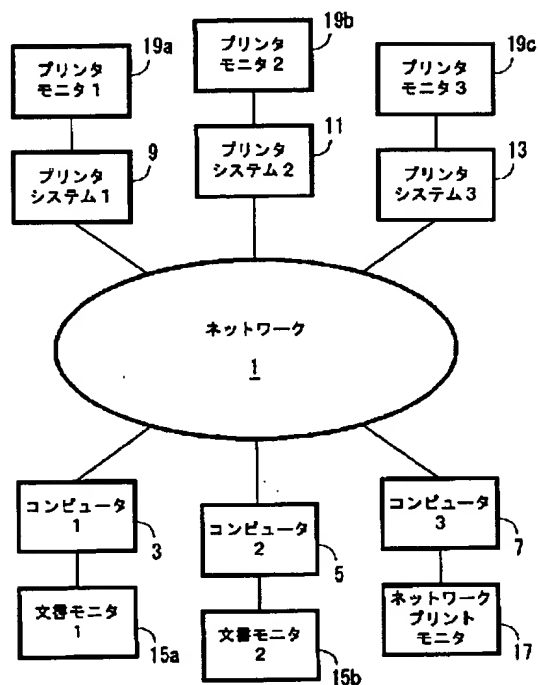 19a
19b
19c
プリンタ
モニタ1
プリンタ
モニタ2
プリンタ
モニタ3
9
11
13
プリンタ
システム1
プリンタ
システム2
プリンタ
システム3
ネットワーク
1
コンピュータ
1
3
コンピュータ
2
5
コンピュータ
3
7
文書モニタ
1
15a
文書モニタ
2
15b
ネットワーク
プリント
モニタ
17